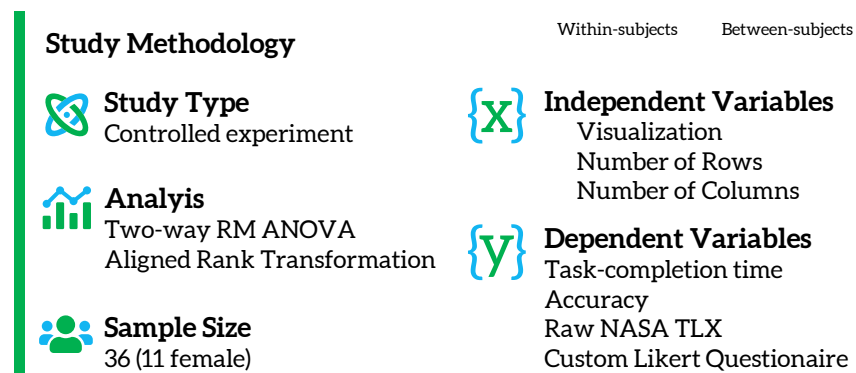 Study Methodology
Within-subjects
Between-subjects
Study Type
Controlled experiment
Analyis
Two-way RM ANOVA
Aligned Rank Transformation
Sample Size
36 (11 female)
{x}
Independent Variables
Visualization
Number of Rows
Number of Columns
{y}
Dependent Variables
Task-completion time
Accuracy
Raw NASA TLX
Custom Likert Questionaire